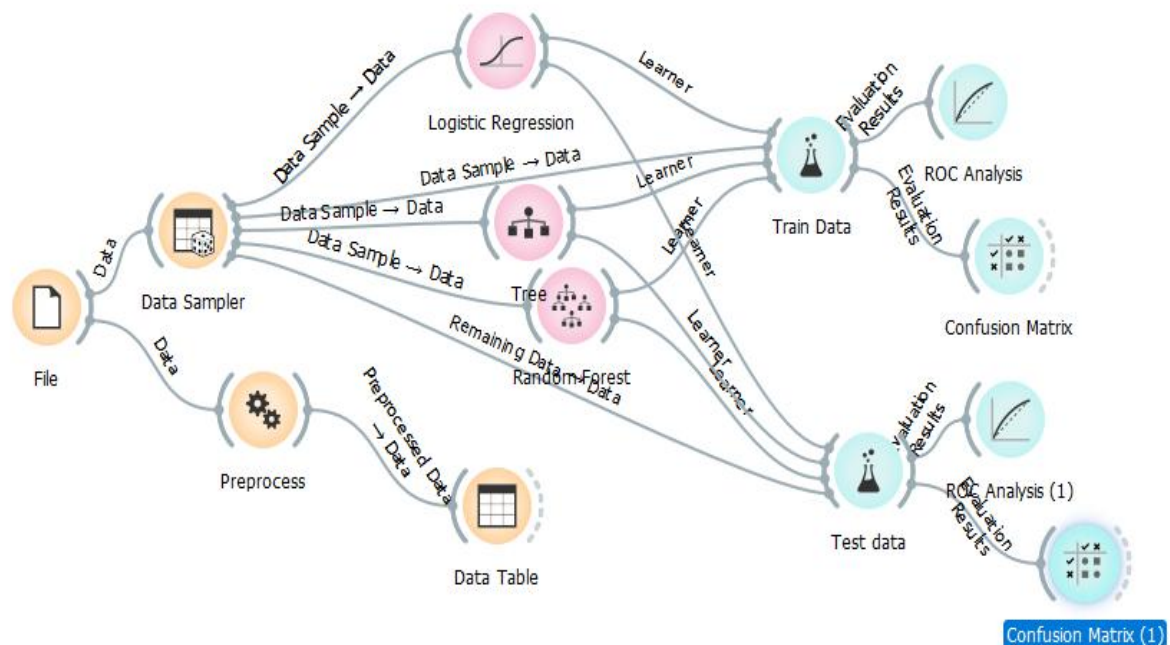 Data Sample → Data
Learner
Logistic Regression
Evaluation
Results
ROC Analysis
Data Sample → Data
Learner
Train Data
Data Sample → Data
Evaluation
Results
Data
Data Sampler
Data Sample → Data
Tree
Learner
Learner
Confusion Matrix
File
Data
Remaining Data → Data
Random Forest
Learner
Learner
Preprocessed Data
→ Data
Preprocess
Evaluation
Results
ROC Analysis (1)
Data Table
Test data
Evaluation
Results
Confusion Matrix (1)